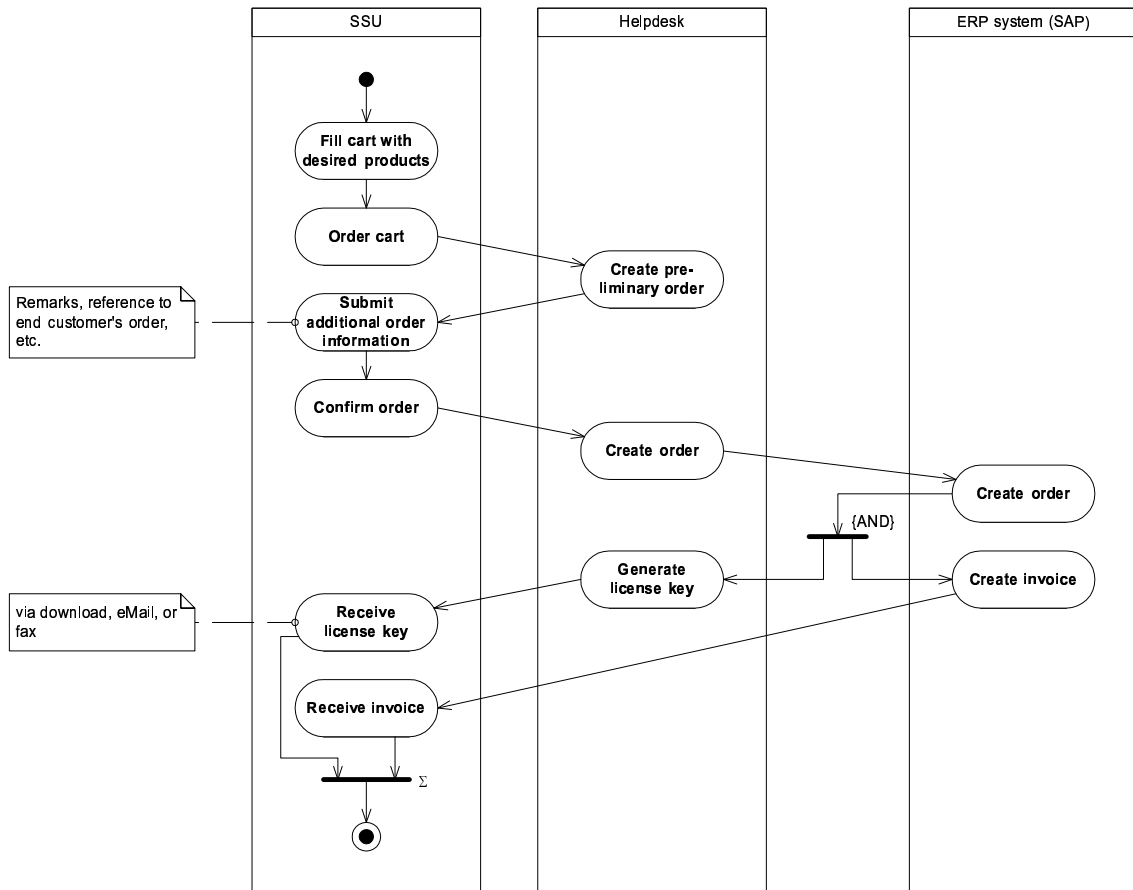 SSU
Helpdesk
ERP system (SAP)
Fill cart with
desired products
Order cart
Create pre-
liminary order
Remarks, reference to
end customer's order,
etc.
Submit
additional order
information
Confirm order
Create order
Create order
{AND}
Generate
license key
Create invoice
via download, eMail, or
fax
Receive
license key
Receive invoice
Σ